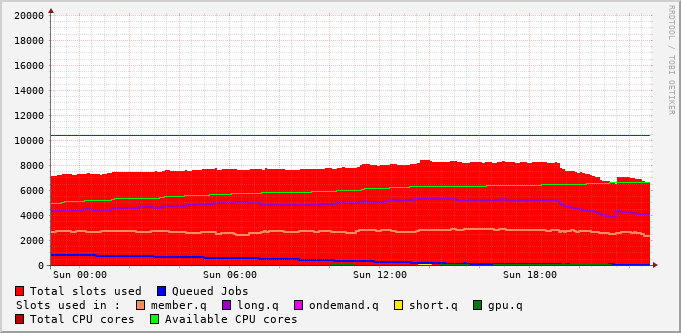 RRDTOOL / TOBI OETIKER
20000
18000
16000
14000
12000
10000
8000
6000
4000
2000
0
Sun 00:00 Sun 06:00 Sun 12:00 Sun 18:00
Total slots used Queued Jobs
Slots used in : member.q long.q ondemand.q short.q gpu.q
Total CPU cores Available CPU cores